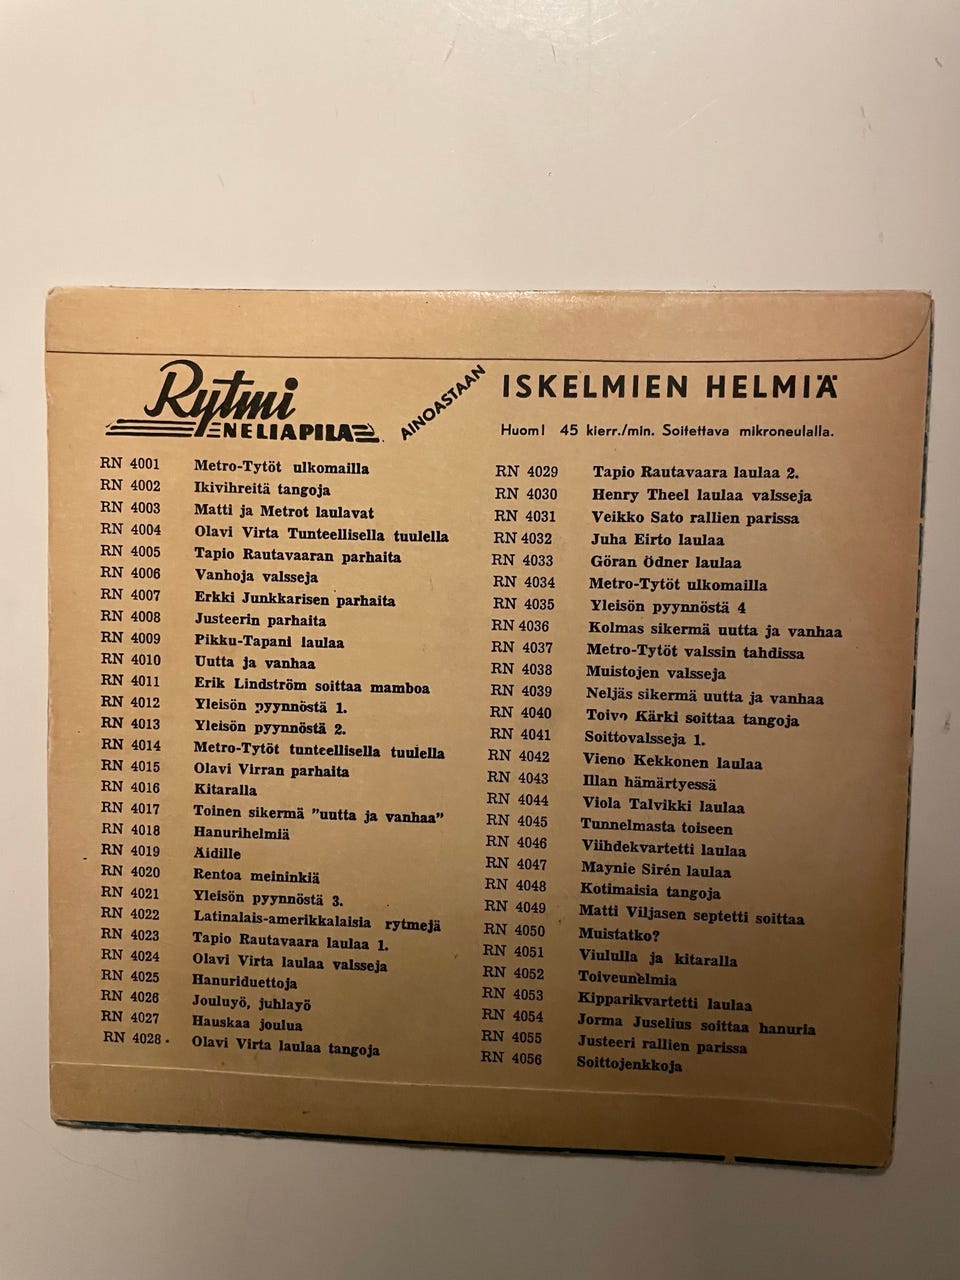 Rytmi
NELIAPILA
AINOASTAAN
ISKELMIEN HELMIÄ
Huom! 45 kierr./min. Soitettava mikroneulalla.
RN 4001 Metro-Tytöt ulkomailla
RN 4002 Ikivihreitä tangoja
RN 4003 Matti ja Metrot laulavat
RN 4004 Olavi Virta Tunteellisella tuulella
RN 4005 Tapio Rautavaaran parhaita
RN 4006 Vanhoja valsseja
RN 4007 Erkki Junkkarisen parhaita
RN 4008 Justeerin parhaita
RN 4009 Pikku-Tapani laulaa
RN 4010 Uutta ja vanhaa
RN 4011 Erik Lindström soittaa mamboa
RN 4012 Yleisön pyynnöstä 1.
RN 4013 Yleisön pyynnöstä 2.
RN 4014 Metro-Tytöt tunteellisella tuulella
RN 4015 Olavi Virran parhaita
RN 4016 Kitaralla
RN 4017 Toinen sikermä "uutta ja vanhaa"
RN 4018 Hanurihelmiä
RN 4019 Äidille
RN 4020 Rentoa meininkiä
RN 4021 Yleisön pyynnöstä 3.
RN 4022 Latinalais-amerikkalaisia rytmejä
RN 4023 Tapio Rautavaara laulaa 1.
RN 4024 Olavi Virta laulaa valsseja
RN 4025 Hanuriduettoja
RN 4026 Jouluyö, juhlayö
RN 4027 Hauskaa joulua
RN 4028 Olavi Virta laulaa tangoja
RN 4029 Tapio Rautavaara laulaa 2.
RN 4030 Henry Theel laulaa valsseja
RN 4031 Veikko Sato rallien parissa
RN 4032 Juha Eirto laulaa
RN 4033 Göran Ödner laulaa
RN 4034 Metro-Tytöt ulkomailla
RN 4035 Yleisön pyynnöstä 4
RN 4036 Kolmas sikermä uutta ja vanhaa
RN 4037 Metro-Tytöt valssin tahdissa
RN 4038 Muistojen valsseja
RN 4039 Neljäs sikermä uutta ja vanhaa
RN 4040 Toivo Kärki soittaa tangoja
RN 4041 Soittovalsseja 1.
RN 4042 Vieno Kekkonen laulaa
RN 4043 Illan hämärtyessä
RN 4044 Viola Talvikki laulaa
RN 4045 Tunnelmasta toiseen
RN 4046 Viihdekvartetti laulaa
RN 4047 Maynie Sirén laulaa
RN 4048 Kotimaisia tangoja
RN 4049 Matti Viljasen septetti soittaa
RN 4050 Muistatko?
RN 4051 Viululla ja kitaralla
RN 4052 Toiveunelmia
RN 4053 Kipparikvartetti laulaa
RN 4054 Jorma Juselius soittaa hanuria
RN 4055 Justeeri rallien parissa
RN 4056 Soittojenkkoja